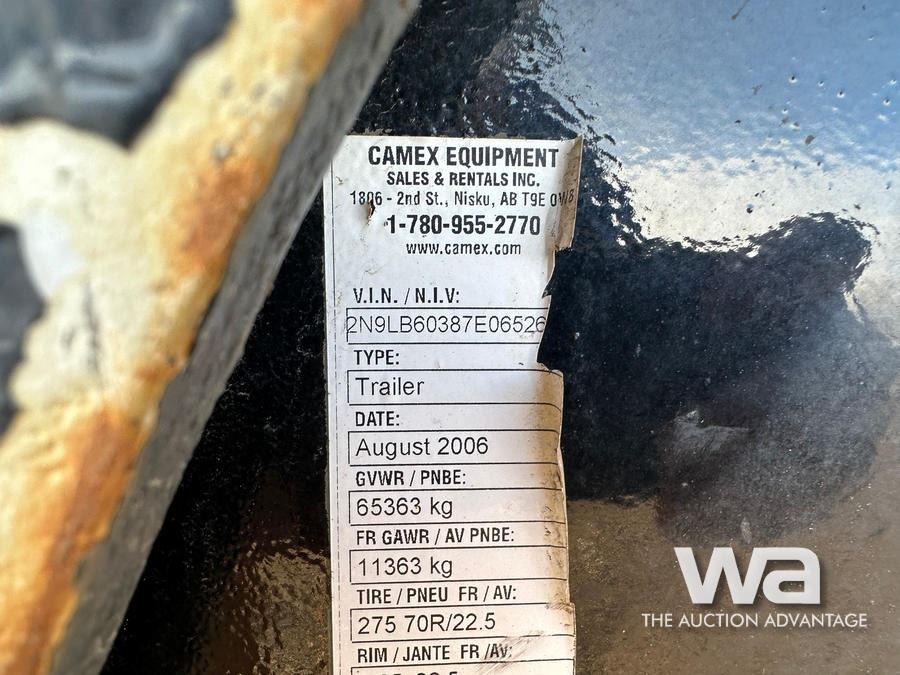 CAMEX EQUIPMENT
SALES & RENTALS INC.
1806 - 2nd St., Nisku, AB T9E 0W8
1-780-955-2770
www.camex.com
V.I.N. / N.I.V:
2N9LB60387E06526
TYPE:
Trailer
DATE:
August 2006
GVWR / PNBE:
65363 kg
FR GAWR / AV PNBE:
11363 kg
TIRE / PNEU FR / AV:
275 70R/22.5
RIM / JANTE FR /AV:
wa
THE AUCTION ADVANTAGE